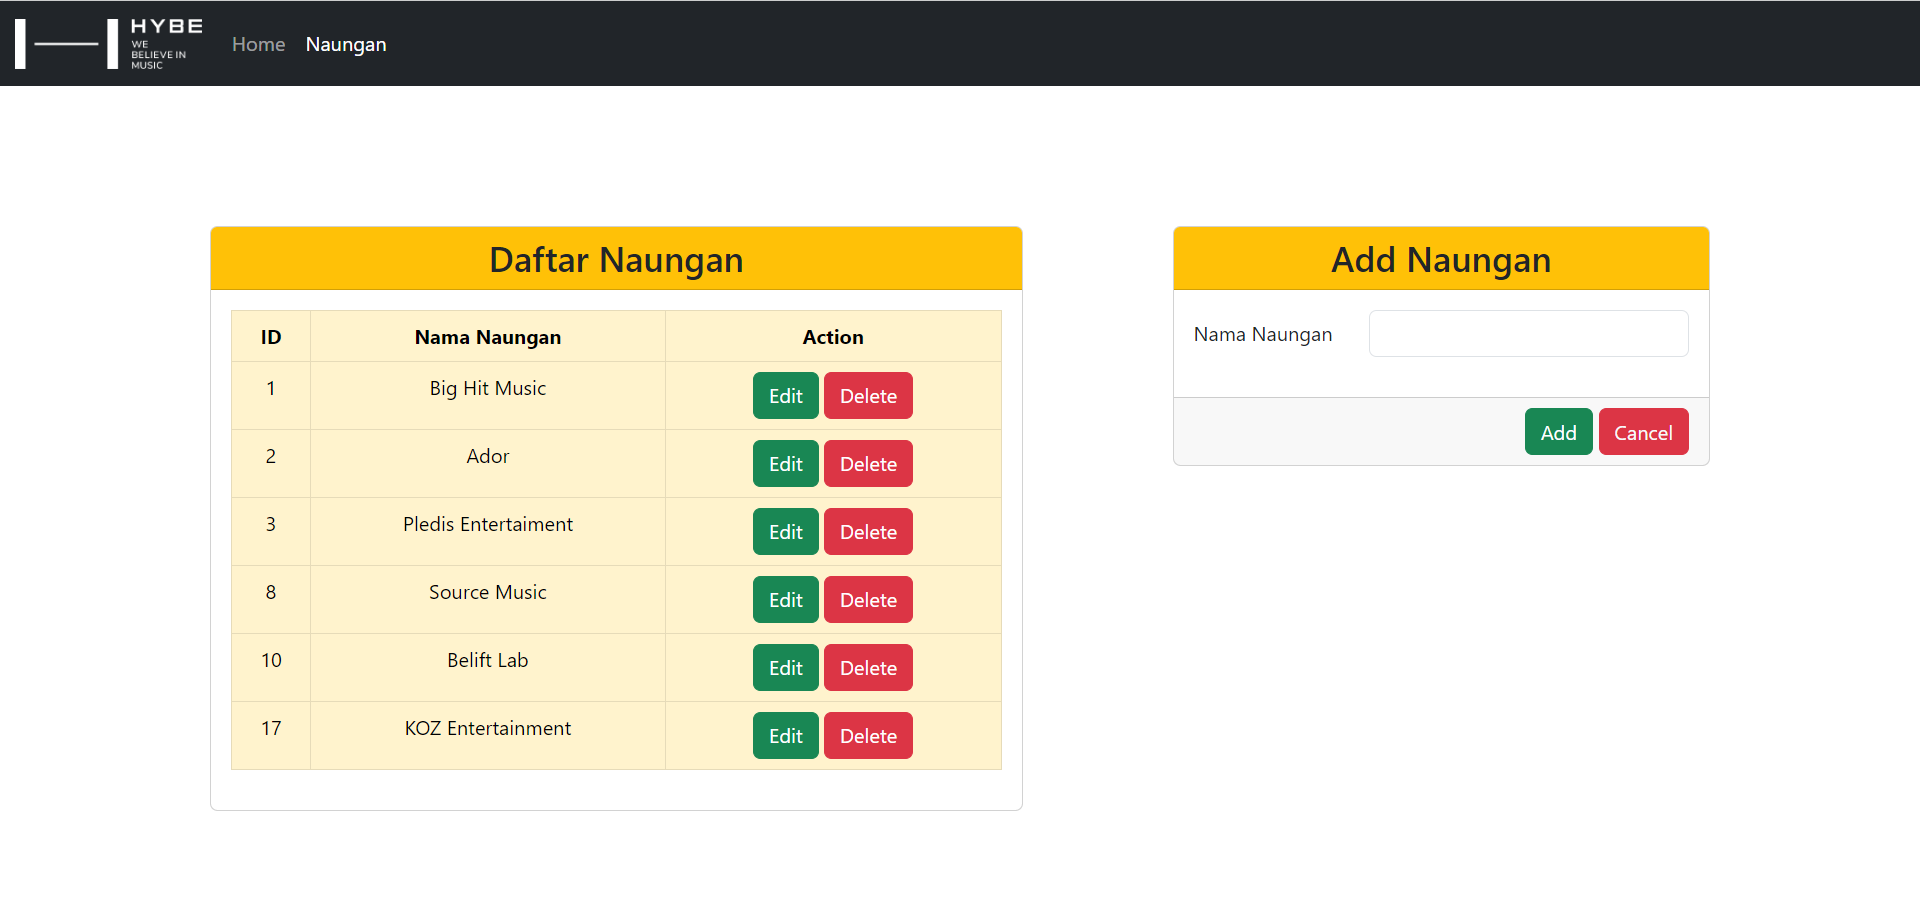 HYBE
WE
BELIEVE IN
MUSIC
Home Naungan
Daftar Naungan
ID Nama Naungan Action
1 Big Hit Music Edit Delete
2 Ador Edit Delete
3 Pledis Entertaiment Edit Delete
8 Source Music Edit Delete
10 Belift Lab Edit Delete
17 KOZ Entertainment Edit Delete
Add Naungan
Nama Naungan
Add Cancel